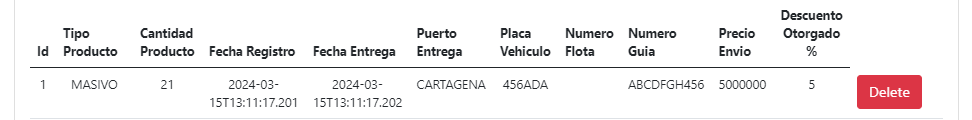 Id Tipo Producto Cantidad Producto Fecha Registro Fecha Entrega Puerto Entrega Placa Vehiculo Numero Flota Numero Guia Precio Envio Descuento Otorgado %
1 MASIVO 21 2024-03-15T13:11:17.201 2024-03-15T13:11:17.202 CARTAGENA 456ADA ABCDFGH456 5000000 5 Delete